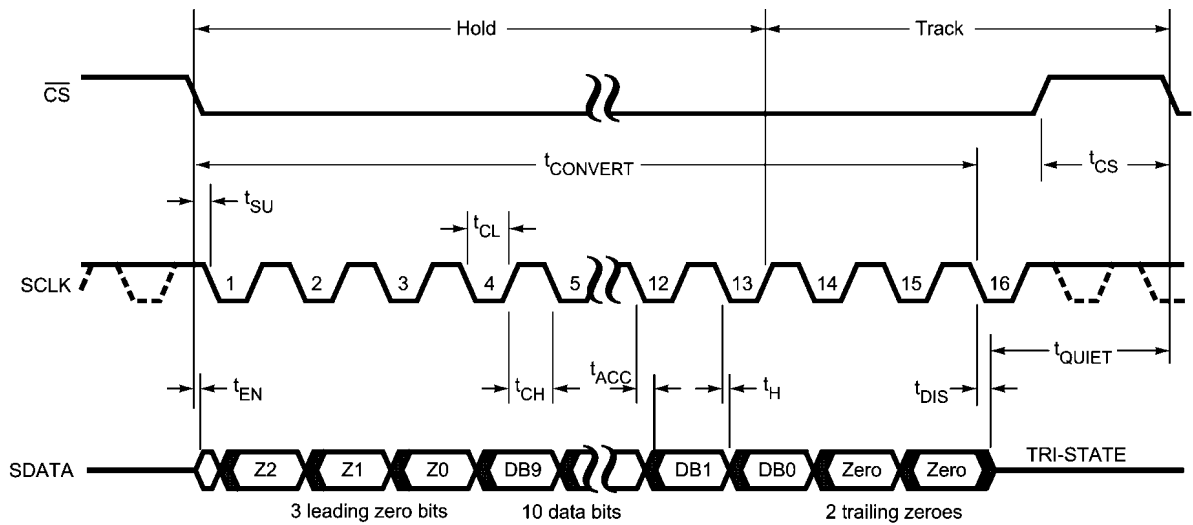 Hold Track
CS
tCONVERT
tCS
tSU
tCL
SCLK
1 2 3 4 5 12 13 14 15 16
tQUIET
tEN
tCH
tACC
tH
tDIS
SDATA
Z2 Z1 Z0 DB9 DB1 DB0 Zero Zero
TRI-STATE
3 leading zero bits 10 data bits 2 trailing zeroes